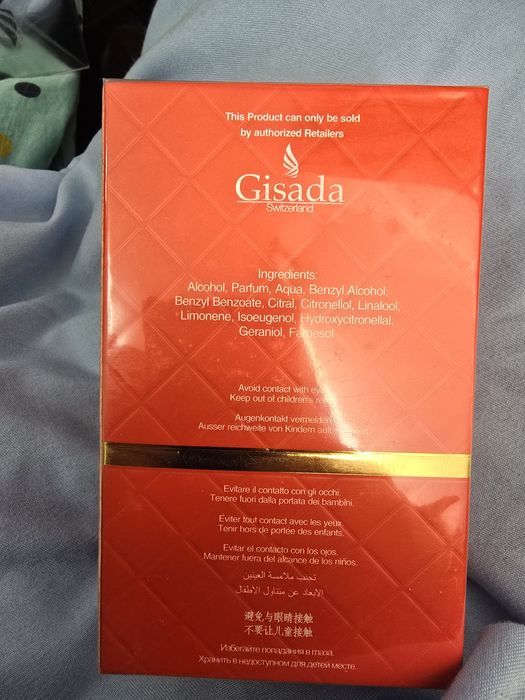 This Product can only be sold
by authorized Retailers
Gisada
Switzerland
Ingredients:
Alcohol, Parfum, Aqua. Benzyl Alcohol,
Benzyl Benzoate, Citral, Citronellol, Linalool,
Limonene, Isoeugenol, Hydroxycitronellal,
Geraniol, Farnesol
Avoid contact with
Keep out of children's
Augenkontakt vermeiden
Ausser reichweite von Kindern
Evitare il contatto con gli occhi.
Tenere fuori dalla portata dei bambini.
Eviter tout contact avec les yeux.
Tenir hors de portée des enfants.
Evitar el contacto con los ojos.
Mantener fuera del alcance de los niños.
تجنب ملامسة العينين
الابعاد عن متناول الأطفال
避免与眼睛接触
不要让儿童接触
Избегайте попадания в глаза.
Хранить в недоступном для детей месте.